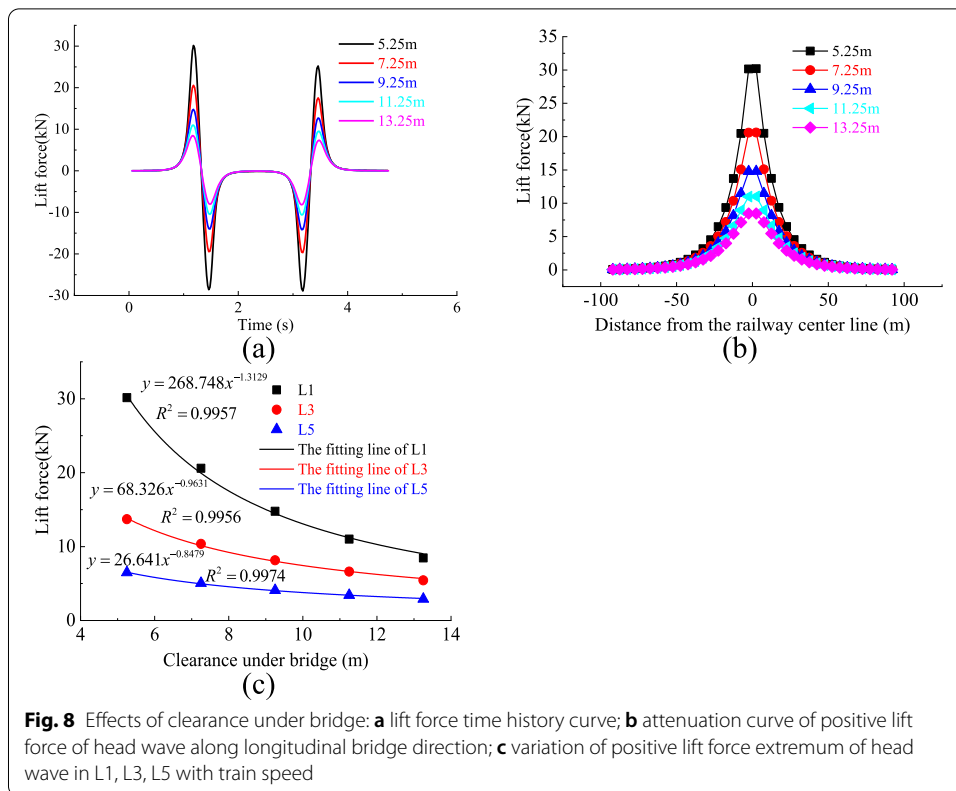 (a)
Lift force(kN)
30
20
10
0
-10
-20
-30
0 2 4 6
Time (s)
5.25m
7.25m
9.25m
11.25m
13.25m
(b)
Lift force(kN)
35
30
25
20
15
10
5
0
-100 -50 0 50 100
Distance from the railway center line (m)
5.25m
7.25m
9.25m
11.25m
13.25m
(c)
Lift force(kN)
30
20
10
0
4 6 8 10 12 14
Clearance under bridge (m)
y = 268.748x^{-1.3129}
R² = 0.9957
y = 68.326x^{-0.9631}
R² = 0.9956
y = 26.641x^{-0.8479}
R² = 0.9974
L1
L3
L5
The fitting line of L1
The fitting line of L3
The fitting line of L5
Fig. 8 Effects of clearance under bridge: a lift force time history curve; b attenuation curve of positive lift
force of head wave along longitudinal bridge direction; c variation of positive lift force extremum of head
wave in L1, L3, L5 with train speed